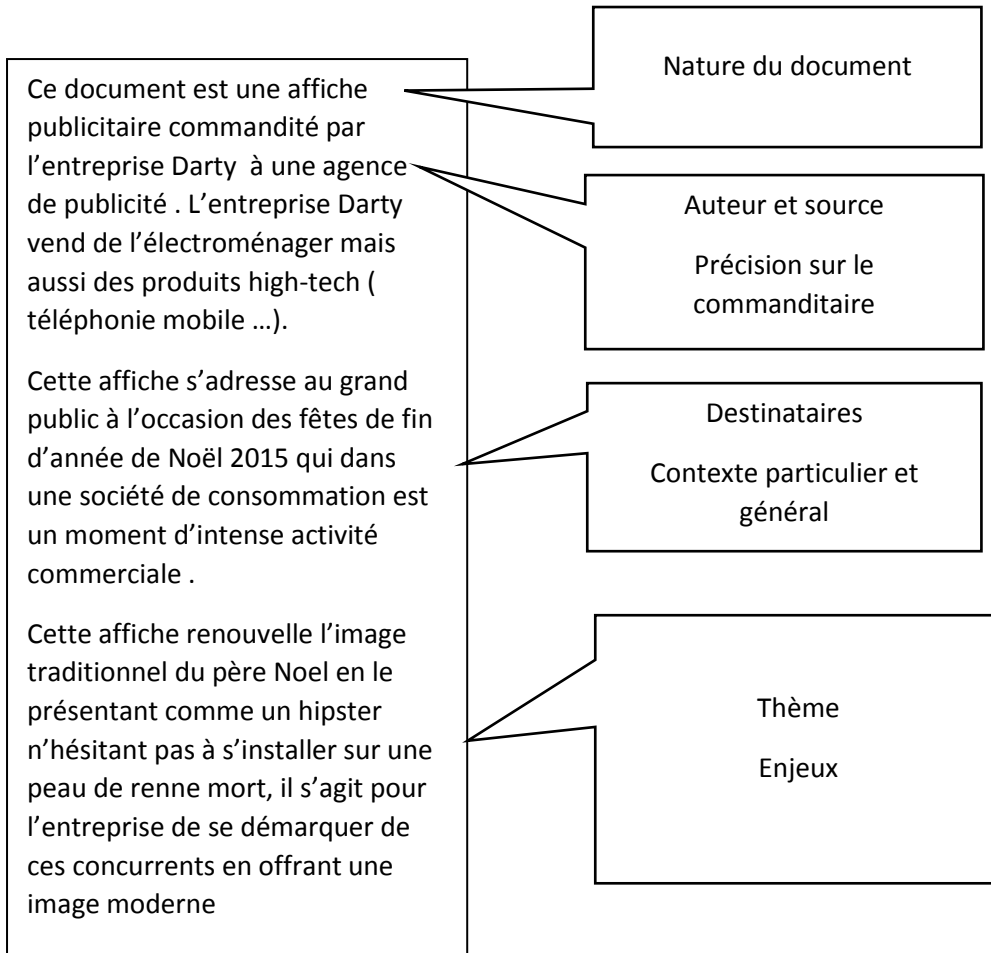 Ce document est une affiche
publicitaire commandité par
l’entreprise Darty à une agence
de publicité . L’entreprise Darty
vend de l’électroménager mais
aussi des produits high-tech (
téléphonie mobile …).
Cette affiche s’adresse au grand
public à l’occasion des fêtes de fin
d’année de Noël 2015 qui dans
une société de consommation est
un moment d’intense activité
commerciale .
Cette affiche renouvelle l’image
traditionnel du père Noel en le
présentant comme un hipster
n’hésitant pas à s’installer sur une
peau de renne mort, il s’agit pour
l’entreprise de se démarquer de
ces concurrents en offrant une
image moderne
Nature du document
Auteur et source
Précision sur le
commanditaire
Destinataires
Contexte particulier et
général
Thème
Enjeux